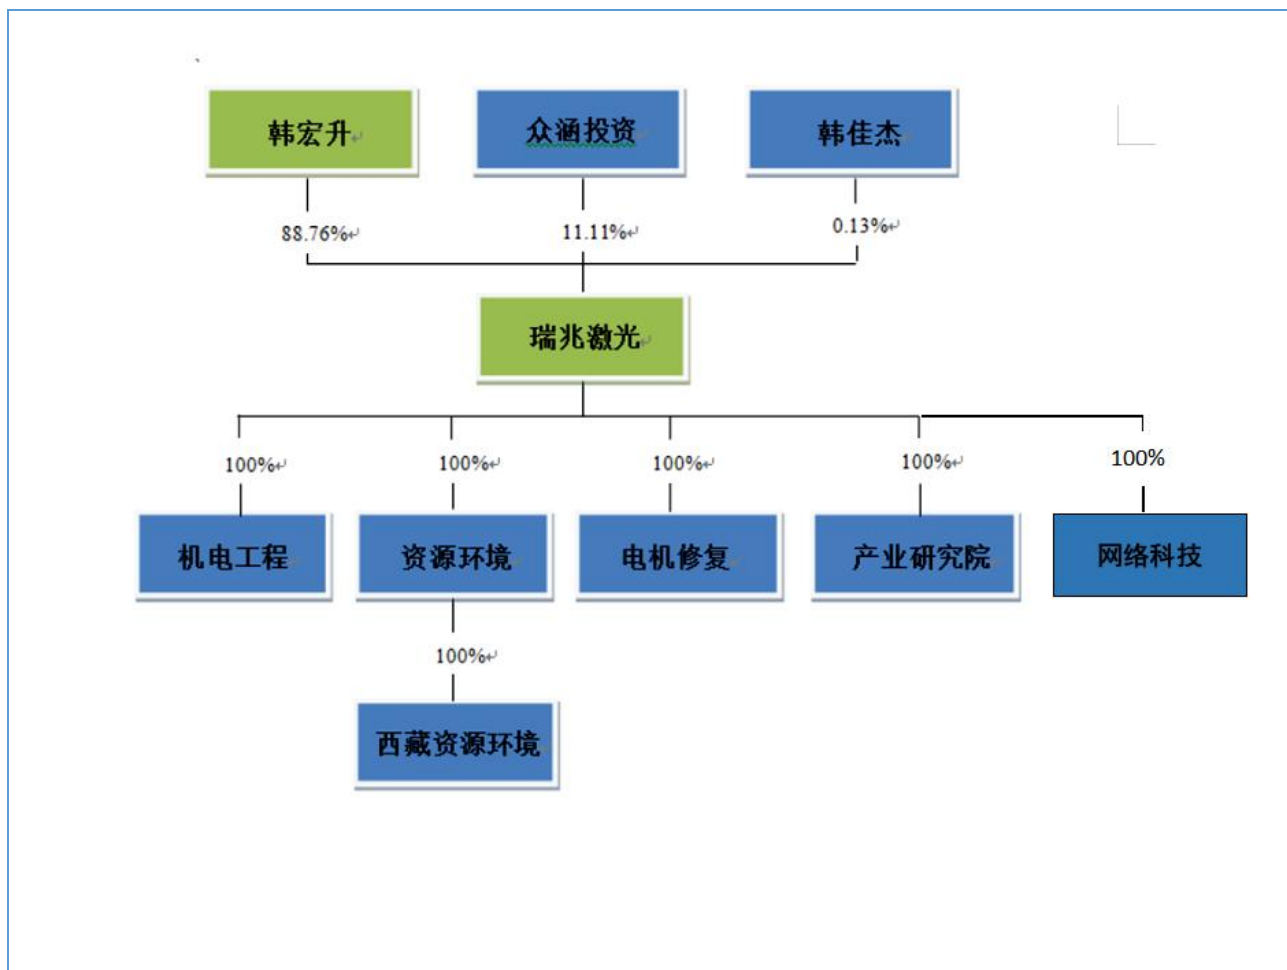 韩宏升
众涵投资
韩佳杰
88.76%
11.11%
0.13%
瑞兆激光
100%
100%
100%
100%
100%
机电工程
资源环境
电机修复
产业研究院
网络科技
100%
西藏资源环境